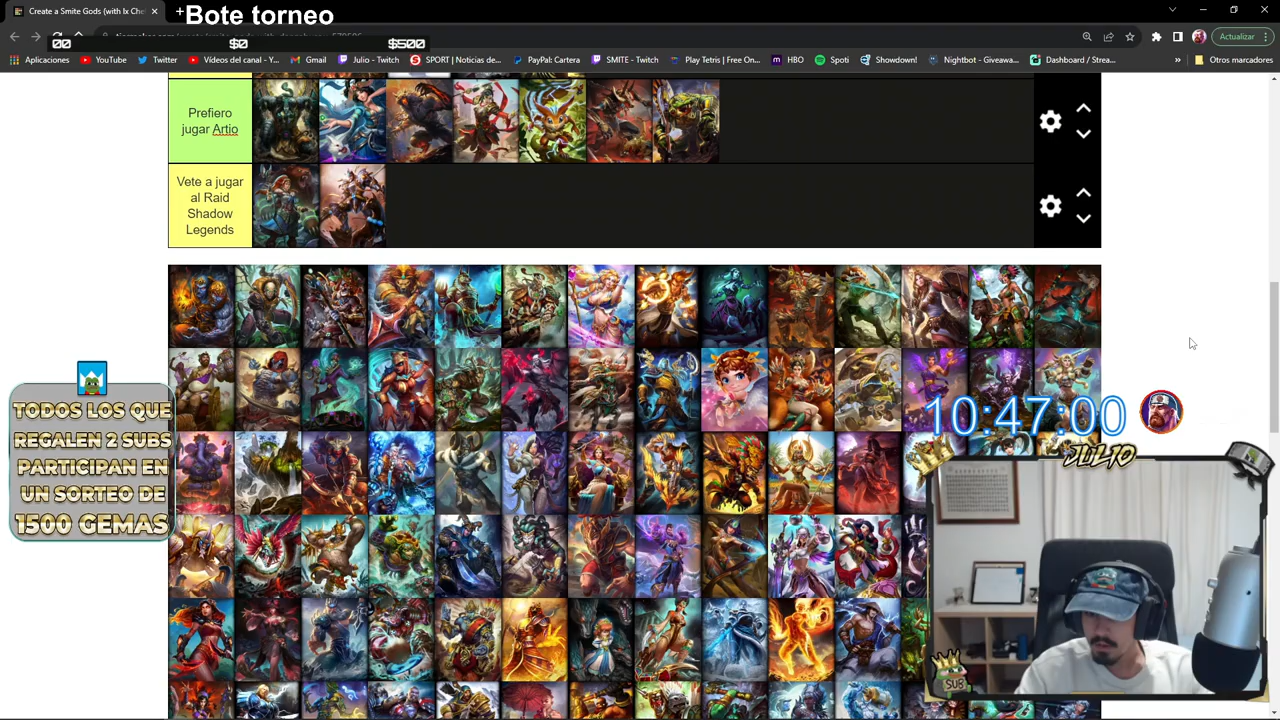 Create a Smite Gods (with Ix Che
+Bote torneo
00
$0
$500
Actualizar
Aplicaciones
YouTube
Twitter
Vídeos del canal - Y...
Gmail
Julio - Twitch
SPORT | Noticias de...
PayPal: Cartera
SMITE - Twitch
Play Tetris | Free On...
HBO
Spoti
Showdown!
Nightbot - Giveawa...
Dashboard / Strea...
»
Otros marcadores
Prefiero
jugar Artio
Vete a jugar
al Raid
Shadow
Legends
TODOS LOS QUE
REGALEN 2 SUBS
PARTICIPAN EN
UN SORTEO DE
1500 GEMAS
10:47:00
JUL1O
SUB